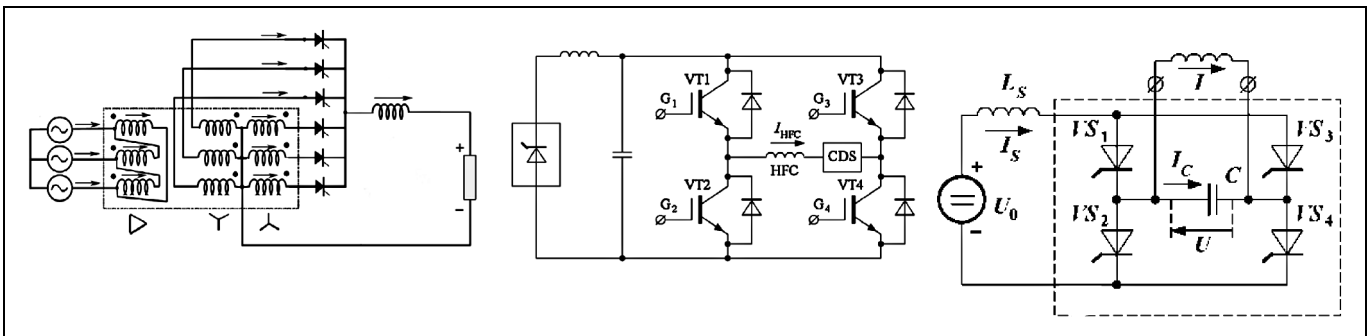 +
−
VT1
VT3
G1
G3
IHFC
CDS
HFC
VT2
VT4
G2
G4
LS
IS
I
VS1
VS3
+
IC
C
U0
−
VS2
VS4
U